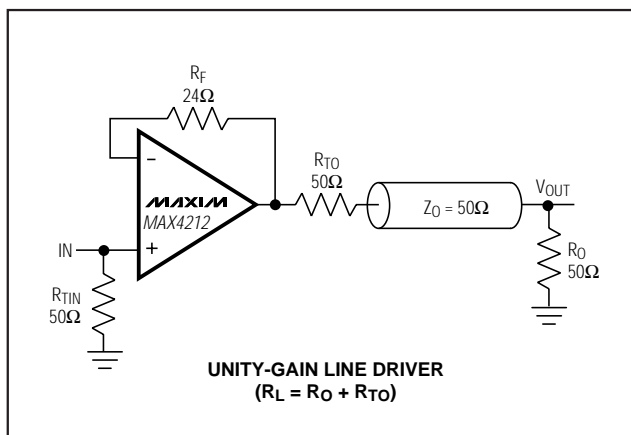 RF
24Ω
RTO
50Ω
−
MAXIM
MAX4212
+
IN
RTIN
50Ω
ZO = 50Ω
VOUT
RO
50Ω
UNITY-GAIN LINE DRIVER
(RL = RO + RTO)